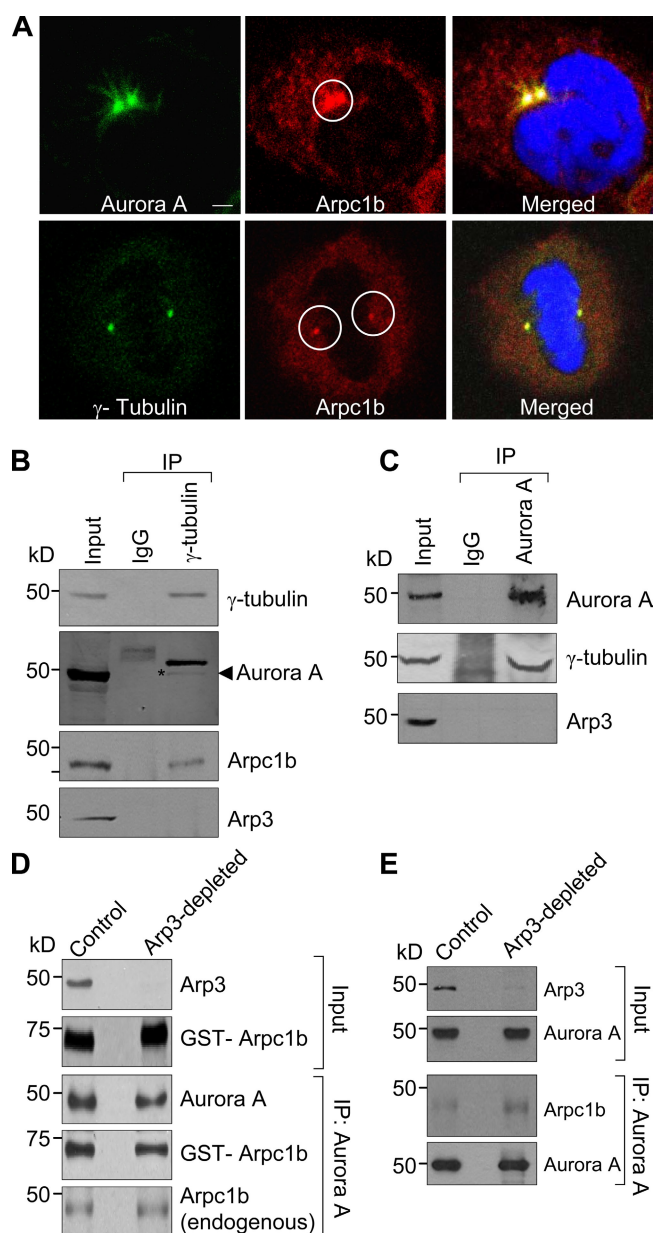 A
Aurora A
Arpc1b
Merged
γ- Tubulin
Arpc1b
Merged
B
IP
kD
Input
IgG
γ-tubulin
50
γ-tubulin
50
*
Aurora A
50
Arpc1b
50
Arp3
C
IP
kD
Input
IgG
Aurora A
50
Aurora A
50
γ-tubulin
50
Arp3
D
kD
Control
Arp3-depleted
50
Arp3
75
GST- Arpc1b
Input
50
Aurora A
75
GST- Arpc1b
50
Arpc1b
(endogenous)
IP: Aurora A
E
kD
Control
Arp3-depleted
50
Arp3
50
Aurora A
Input
50
Arpc1b
50
Aurora A
IP: Aurora A